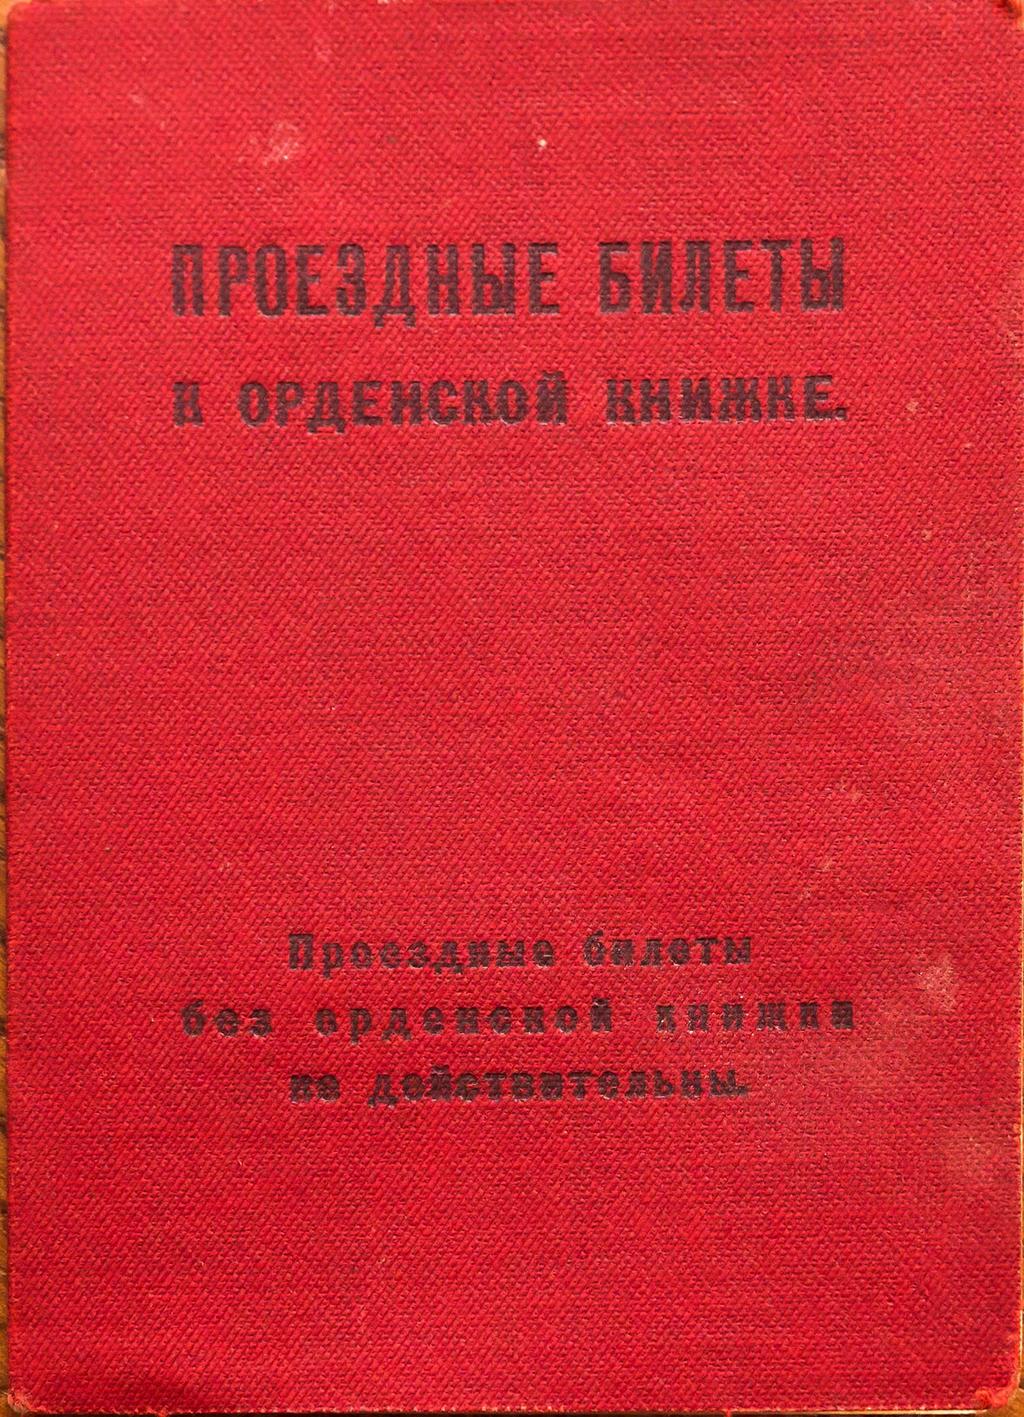 ПРОЕЗДНЫЕ БИЛЕТЫ
К ОРДЕНСКОЙ КНИЖКЕ.
Проездные билеты
без орденской книжки
не действительны.